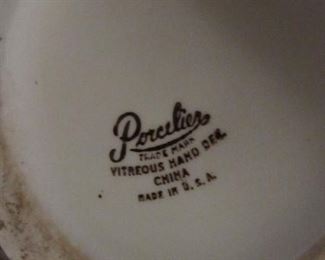 Porcelier
TRADE MARK
VITREOUS HAND DEC.
CHINA
MADE IN U.S.A.